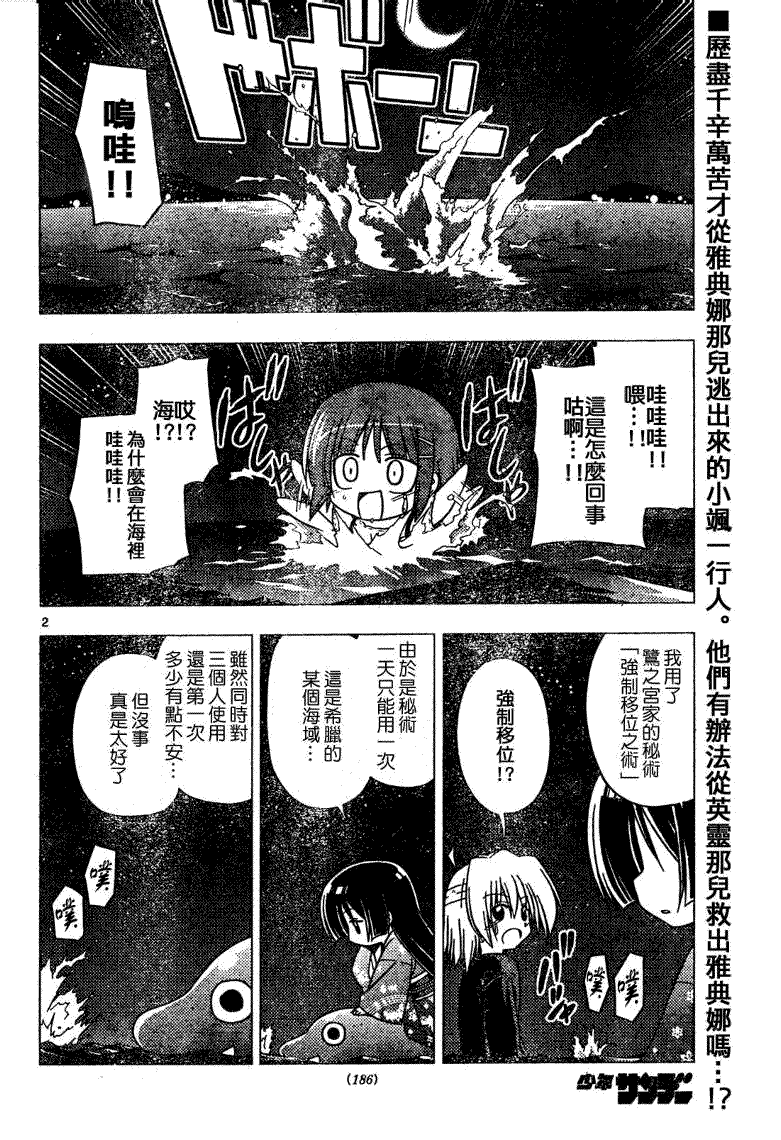 ■歷盡千辛萬苦才從雅典娜那兒逃出來的小颯一行人。他們有辦法從英靈那兒救出雅典娜嗎…!?
ドボーン
嗚哇!!
哇哇哇!!
喂…!!
這是怎麼回事
咕啊…!!
ばしゃ
ばしゃ
哎!?
海!?
為什麼會在海裡
哇哇哇!!
2
我用了
鷺之宮家的秘術
「強制移位之術」
強制移位!?
噗
噗
由於是秘術
一天只能用一次
這是希臘的
某個海域…
雖然同時對
三個人使用
還是第一次
多少有點不安…
但沒事
真是太好了
噗
噗
(186)
少年サンデー